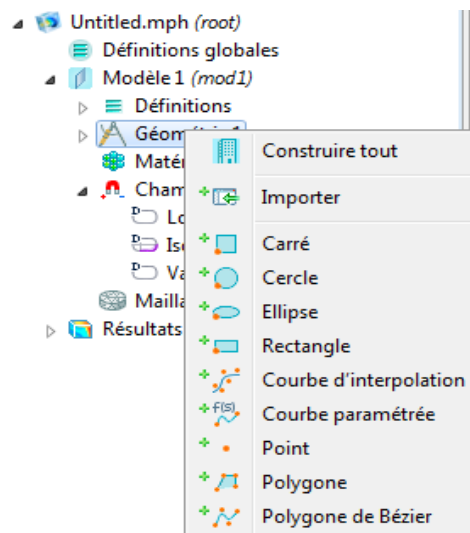 Untitled.mph (root)
Définitions globales
Modèle 1 (mod1)
Définitions
Construire tout
Importer
Carré
Cercle
Ellipse
Résultats
Rectangle
Courbe d'interpolation
f(s)
Courbe paramétrée
Point
Polygone
Polygone de Bézier